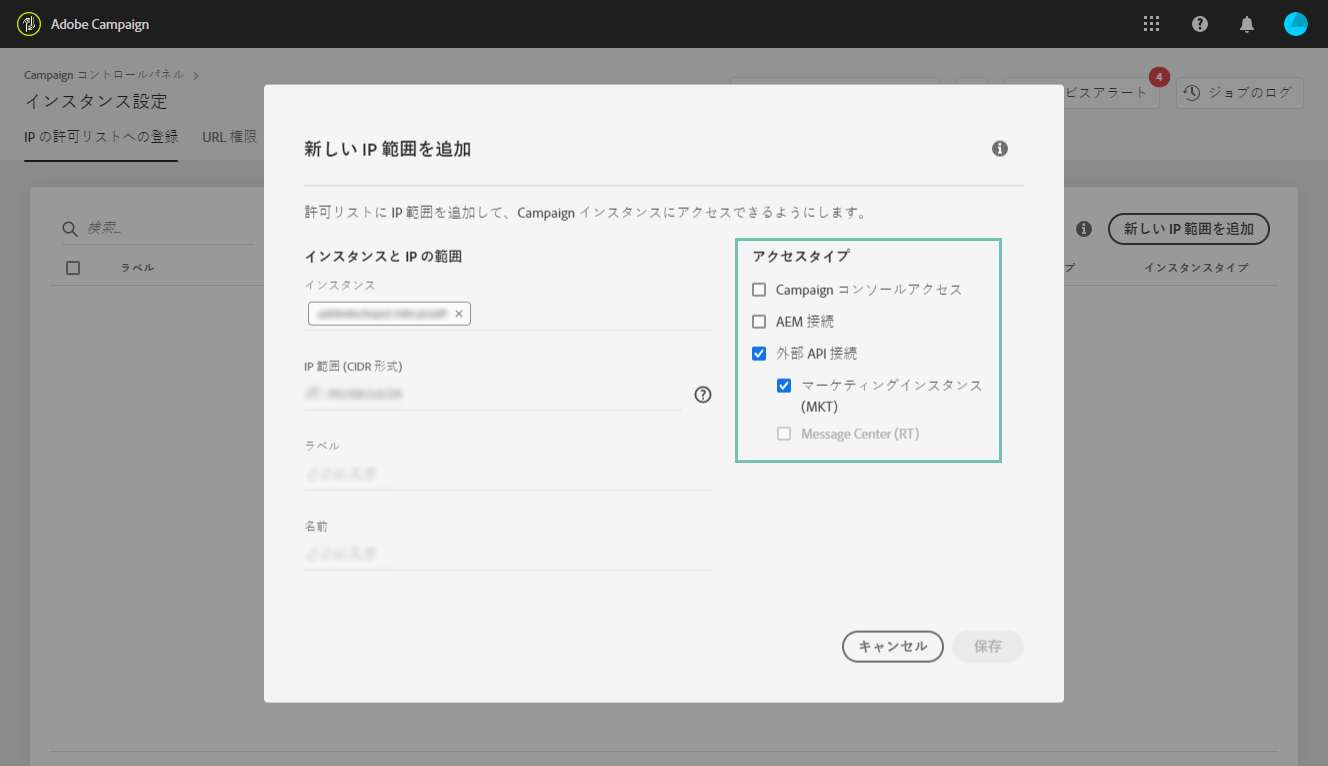 Adobe Campaign
Campaign コントロールパネル
インスタンス設定
ビスアラート
4
ジョブのログ
IP の許可リストへの登録
URL 権限
検索...
新しい IP 範囲を追加
ラベル
プ
インスタンスタイプ
新しい IP 範囲を追加
許可リストに IP 範囲を追加して、Campaign インスタンスにアクセスできるようにします。
インスタンスと IP の範囲
インスタンス
IP 範囲 (CIDR 形式)
ラベル
名前
アクセスタイプ
Campaign コンソールアクセス
AEM 接続
外部 API 接続
マーケティングインスタンス
(MKT)
Message Center (RT)
キャンセル
保存